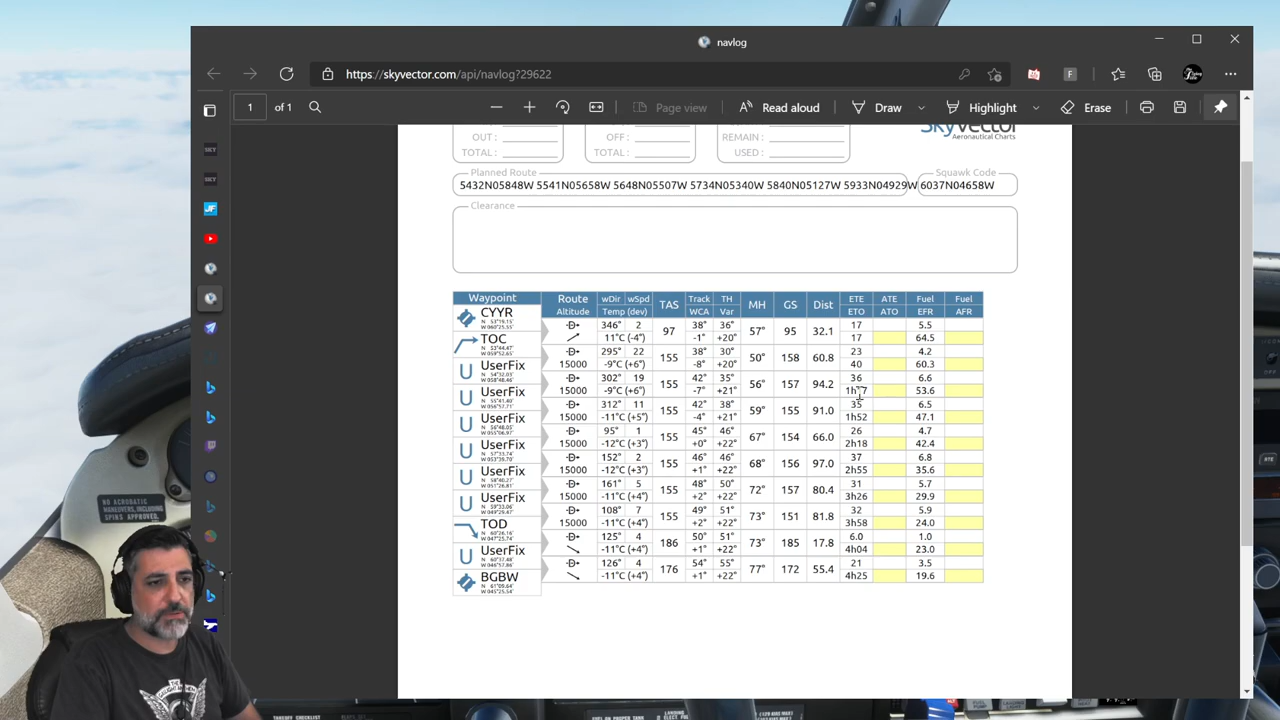 navlog
https://skyvector.com/api/navlog?29622
1 of 1
Page view
Read aloud
Draw
Highlight
Erase
OUT :
OFF :
REMAIN :
SkyVector
TOTAL :
TOTAL :
USED :
Aeronautical Charts
Planned Route
Squawk Code
5432N05848W 5541N05658W 5648N05507W 5734N05340W 5840N05127W 5933N04929W 6037N04658W
Clearance
Waypoint Route wDir wSpd TAS Track TH MH GS Dist ETE ATE Fuel Fuel
Altitude Temp (dev) WCA Var ETO ATO EFR AFR
CYYR
346° 2 97 38° 36° 57° 95 32.1 17 5.5
11°C (-4°) -1° +20° 17 64.5
TOC
295° 22 155 38° 30° 50° 158 60.8 23 4.2
15000 -9°C (+6°) -8° +20° 40 60.3
UserFix
302° 19 155 42° 35° 56° 157 94.2 36 6.6
15000 -9°C (+6°) -7° +21° 53.6
UserFix
312° 11 155 42° 38° 59° 155 91.0 35 6.5
15000 -11°C (+5°) -4° +21° 1h52 47.1
UserFix
95° 1 155 45° 46° 67° 154 66.0 26 4.7
15000 -12°C (+3°) +0° +22° 2h18 42.4
UserFix
152° 2 155 46° 46° 68° 156 97.0 37 6.8
15000 -12°C (+3°) +1° +22° 2h55 35.6
UserFix
161° 5 155 48° 50° 72° 157 80.4 31 5.7
15000 -11°C (+4°) +2° +22° 3h26 29.9
UserFix
108° 7 155 49° 51° 73° 151 81.8 32 5.9
15000 -11°C (+4°) +2° +22° 3h58 24.0
TOD
125° 4 186 50° 51° 73° 185 17.8 6.0 1.0
-11°C (+4°) +1° +22° 4h04 23.0
UserFix
126° 4 176 54° 55° 77° 172 55.4 21 3.5
-11°C (+4°) +1° +22° 4h25 19.6
BGBW
NO ACROBATIC
MANEUVERS, INCLUDING
SPINS APPROVED.